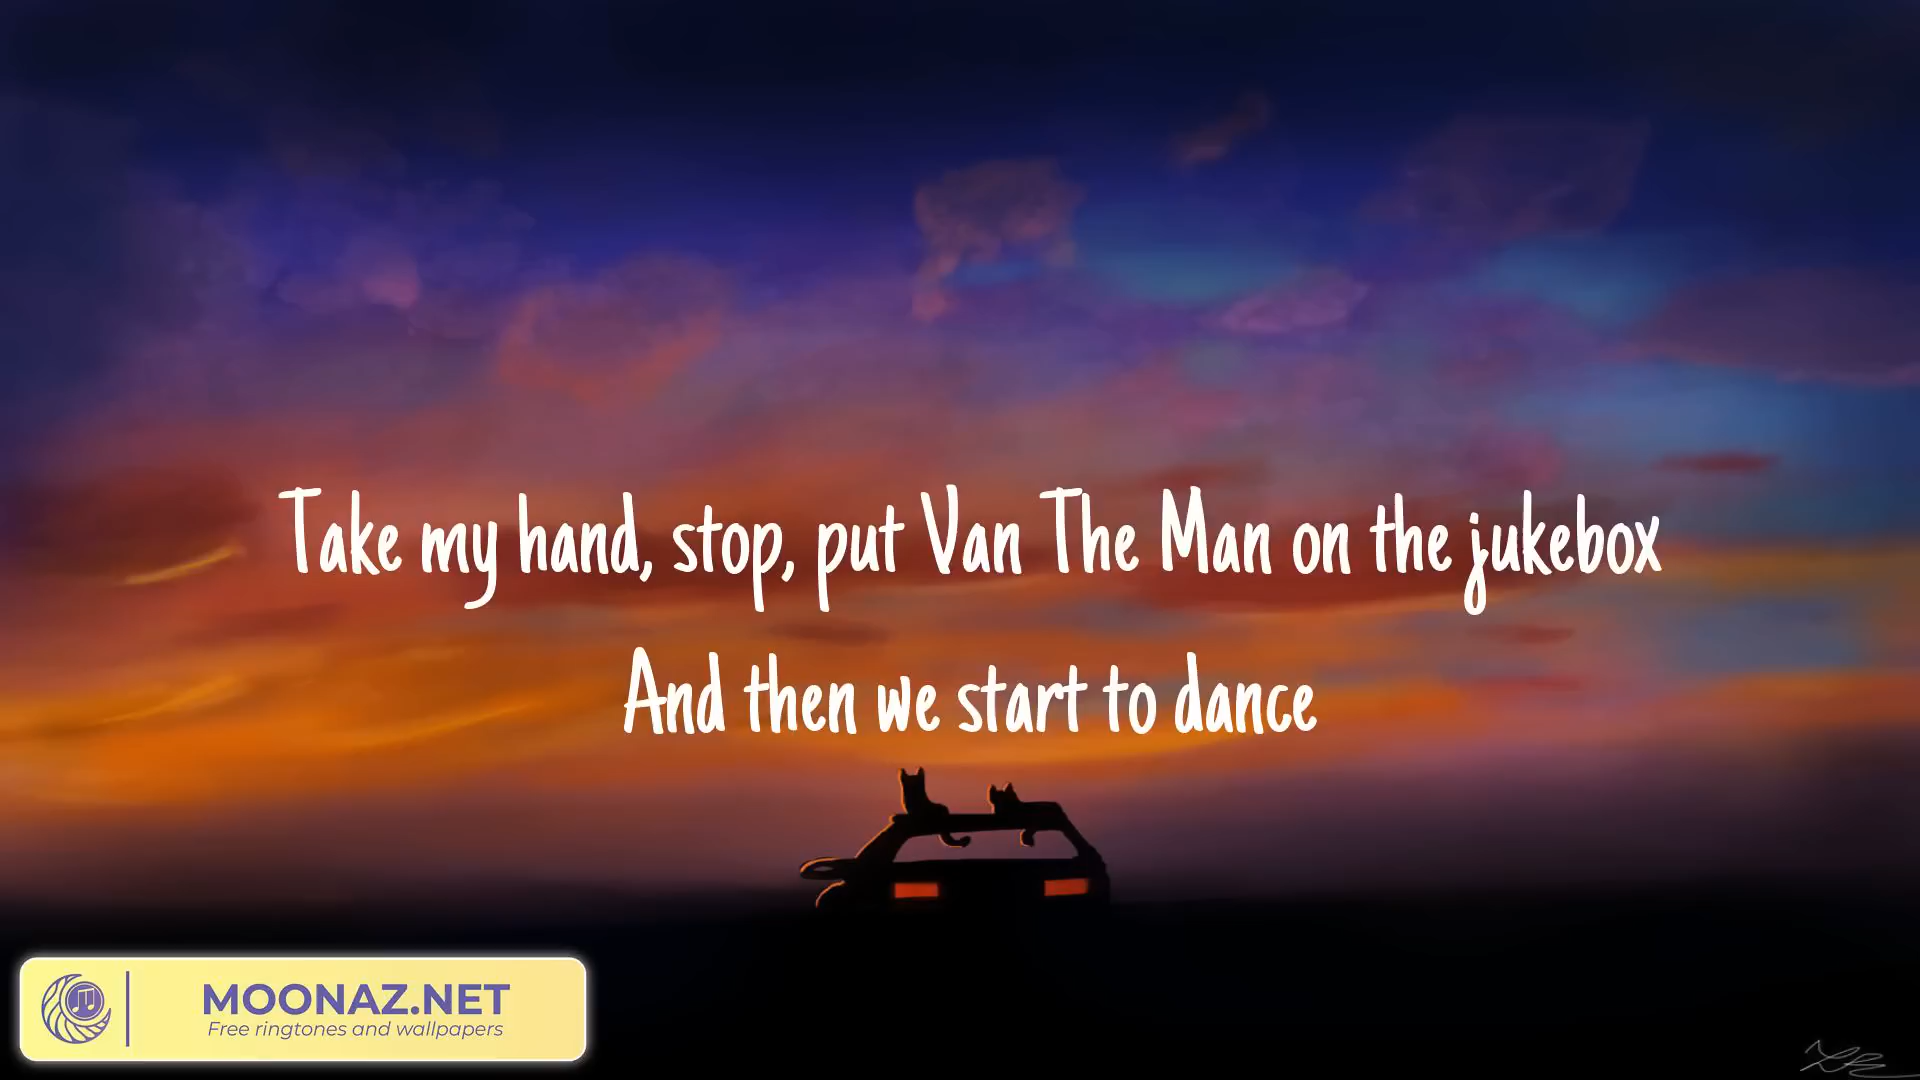 Take my hand, stop, put Van The Man on the jukebox
And then we start to dance
MOONAZ.NET
Free ringtones and wallpapers